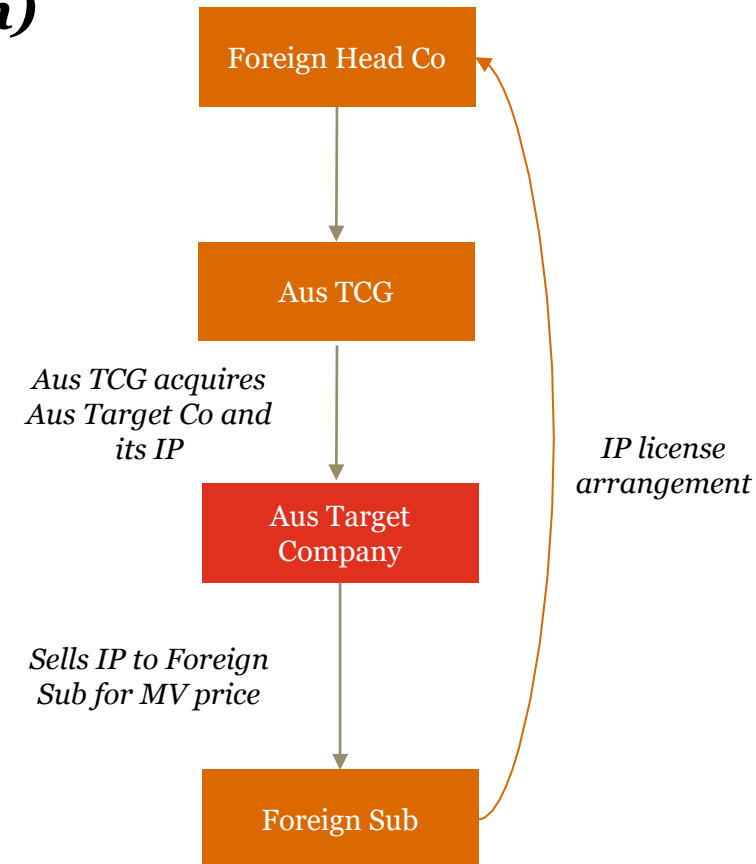 n)
Foreign Head Co
Aus TCG
Aus TCG acquires
Aus Target Co and
its IP
IP license
arrangement
Aus Target
Company
Sells IP to Foreign
Sub for MV price
Foreign Sub